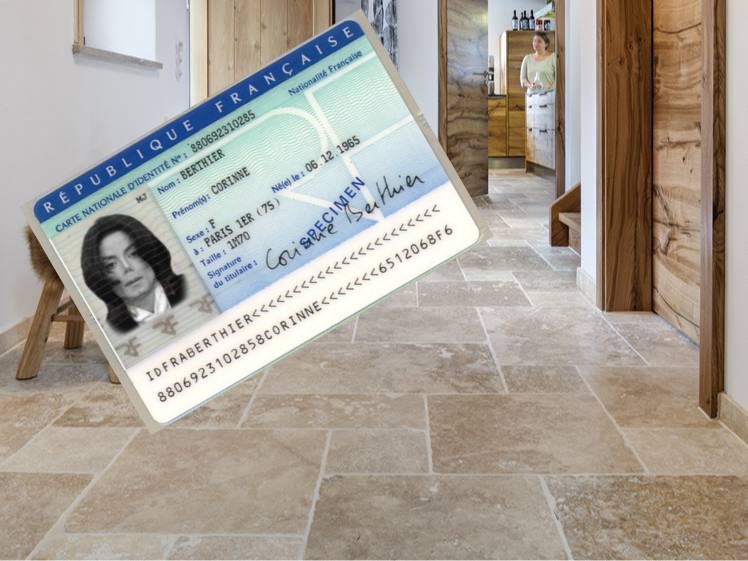 RÉPUBLIQUE FRANÇAISE
CARTE NATIONALE D'IDENTITÉ N° : 880692310285
Nationalité Française
Nom : BERTHIER
Prénom(s) : CORINNE
Sexe : F
Né(e) le : 06.12.1965
à : PARIS 1ER (75)
Taille : 1M70
SPECIMEN
Signature
du titulaire :
Corinne Berthier
IDFRABERTHIER<<<<<<<<<<<<<<<<<<<<<<<
8806923102858CORINNE<<<<<<<6512068F6